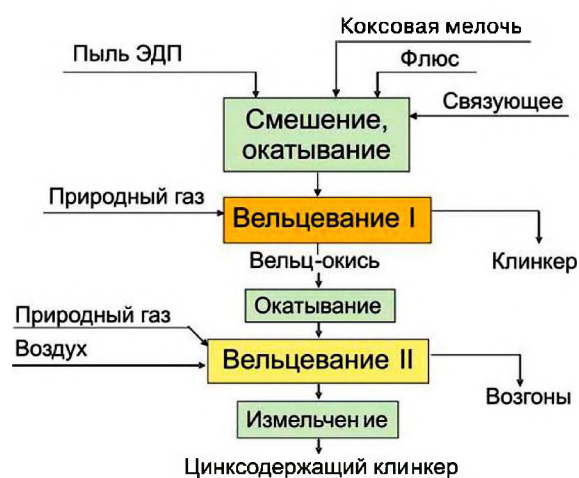 Коксовая мелочь
Пыль ЭДП
Флюс
Связующее
Смешение,
окатывание
Природный газ
Вельцевание I
Вельц-окись
Клинкер
Окатывание
Природный газ
Воздух
Вельцевание II
Возгоны
Измельчен ие
Цинксодержащий клинкер